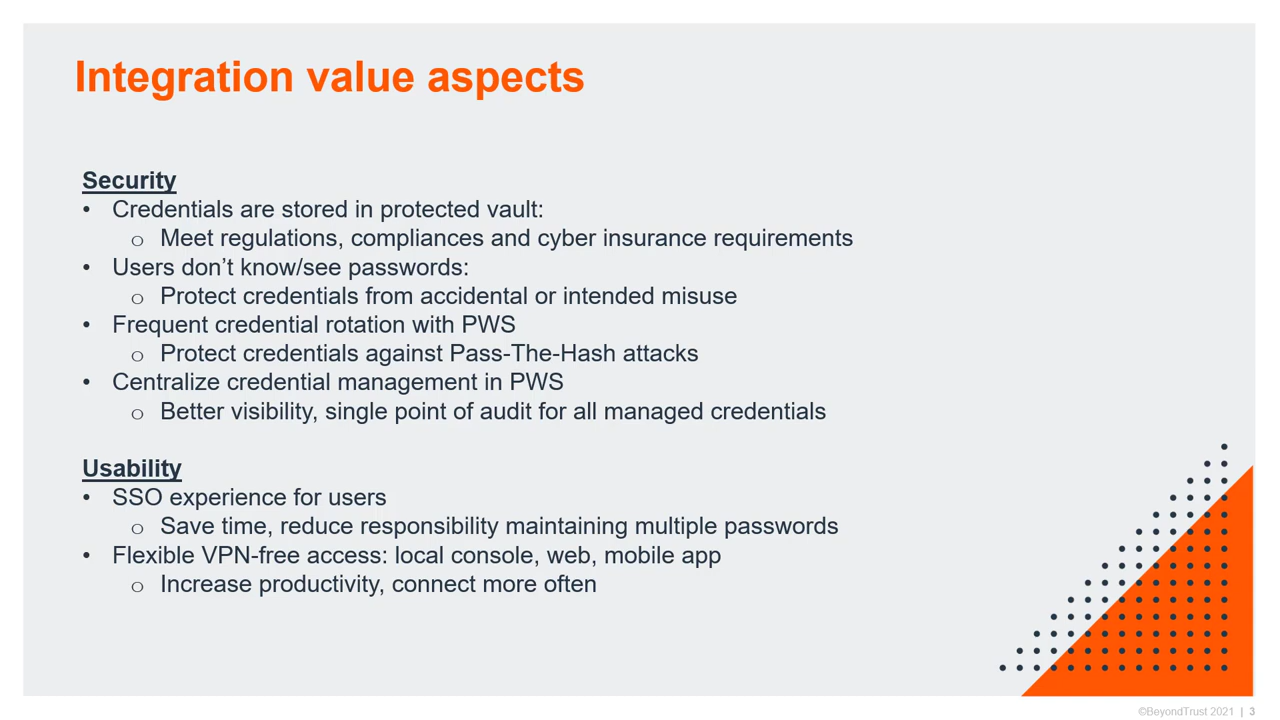 Integration value aspects
Security
• Credentials are stored in protected vault:
o Meet regulations, compliances and cyber insurance requirements
• Users don’t know/see passwords:
o Protect credentials from accidental or intended misuse
• Frequent credential rotation with PWS
o Protect credentials against Pass-The-Hash attacks
• Centralize credential management in PWS
o Better visibility, single point of audit for all managed credentials
Usability
• SSO experience for users
o Save time, reduce responsibility maintaining multiple passwords
• Flexible VPN-free access: local console, web, mobile app
o Increase productivity, connect more often
©BeyondTrust 2021 | 3